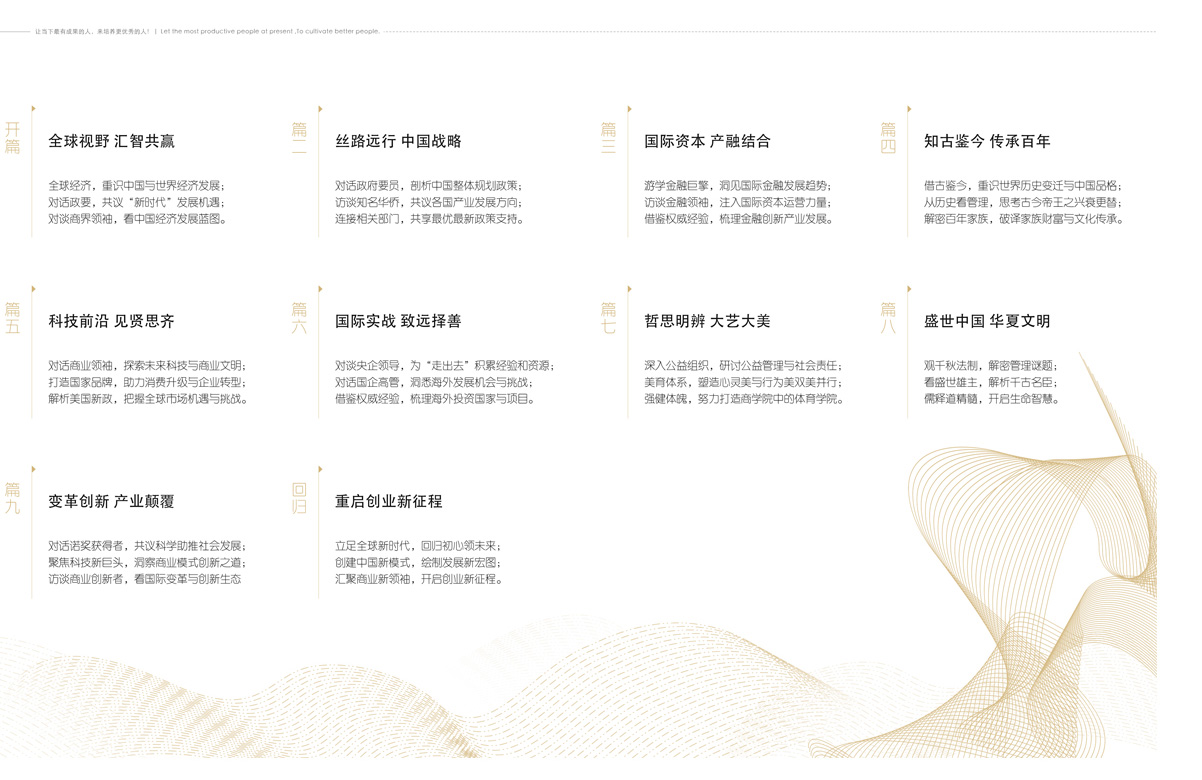 让当下最有成果的人，来培养更优秀的人！ | Let the most productive people at present ,To cultivate better people.
开篇
全球视野 汇智共赢
全球经济，重识中国与世界经济发展；
对话政要，共议“新时代”发展机遇；
对谈商界领袖，看中国经济发展蓝图。
篇二
丝路远行 中国战略
对话政府要员，剖析中国整体规划政策；
访谈知名华侨，共议各国产业发展方向；
连接相关部门，共享最优最新政策支持。
篇三
国际资本 产融结合
游学金融巨擘，洞见国际金融发展趋势；
访谈金融领袖，注入国际资本运营力量；
借鉴权威经验，梳理金融创新产业发展。
篇四
知古鉴今 传承百年
借古鉴今，重识世界历史变迁与中国品格；
从历史看管理，思考古今帝王之兴衰更替；
解密百年家族，破译家族财富与文化传承。
篇五
科技前沿 见贤思齐
对话商业领袖，探索未来科技与商业文明；
打造国家品牌，助力消费升级与企业转型；
解析美国新政，把握全球市场机遇与挑战。
篇六
国际实战 致远择善
对谈央企领导，为“走出去”积累经验和资源；
对话国企高管，洞悉海外发展机会与挑战；
借鉴权威经验，梳理海外投资国家与项目。
篇七
哲思明辨 大艺大美
深入公益组织，研讨公益管理与社会责任；
美育体系，塑造心灵美与行为美双美并行；
强健体魄，努力打造商学院中的体育学院。
篇八
盛世中国 华夏文明
观千秋法制，解密管理谜题；
看盛世雄主，解析千古名臣；
儒释道精髓，开启生命智慧。
篇九
变革创新 产业颠覆
对话诺奖获得者，共议科学助推社会发展；
聚焦科技新巨头，洞察商业模式创新之道；
访谈商业创新者，看国际变革与创新生态
回归
重启创业新征程
立足全球新时代，回归初心领未来；
创建中国新模式，绘制发展新宏图；
汇聚商业新领袖，开启创业新征程。